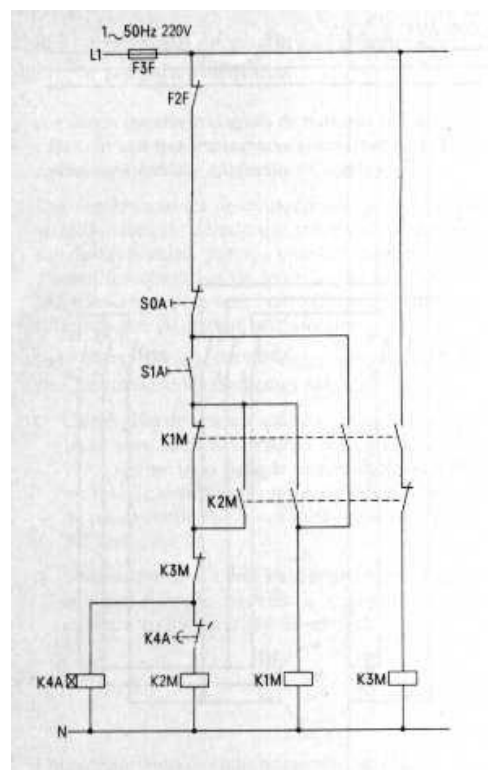 1~50Hz 220V
L1
F3F
F2F
S0A
S1A
K1M
K2M
K3M
K4A
K4A
K2M
K1M
K3M
N